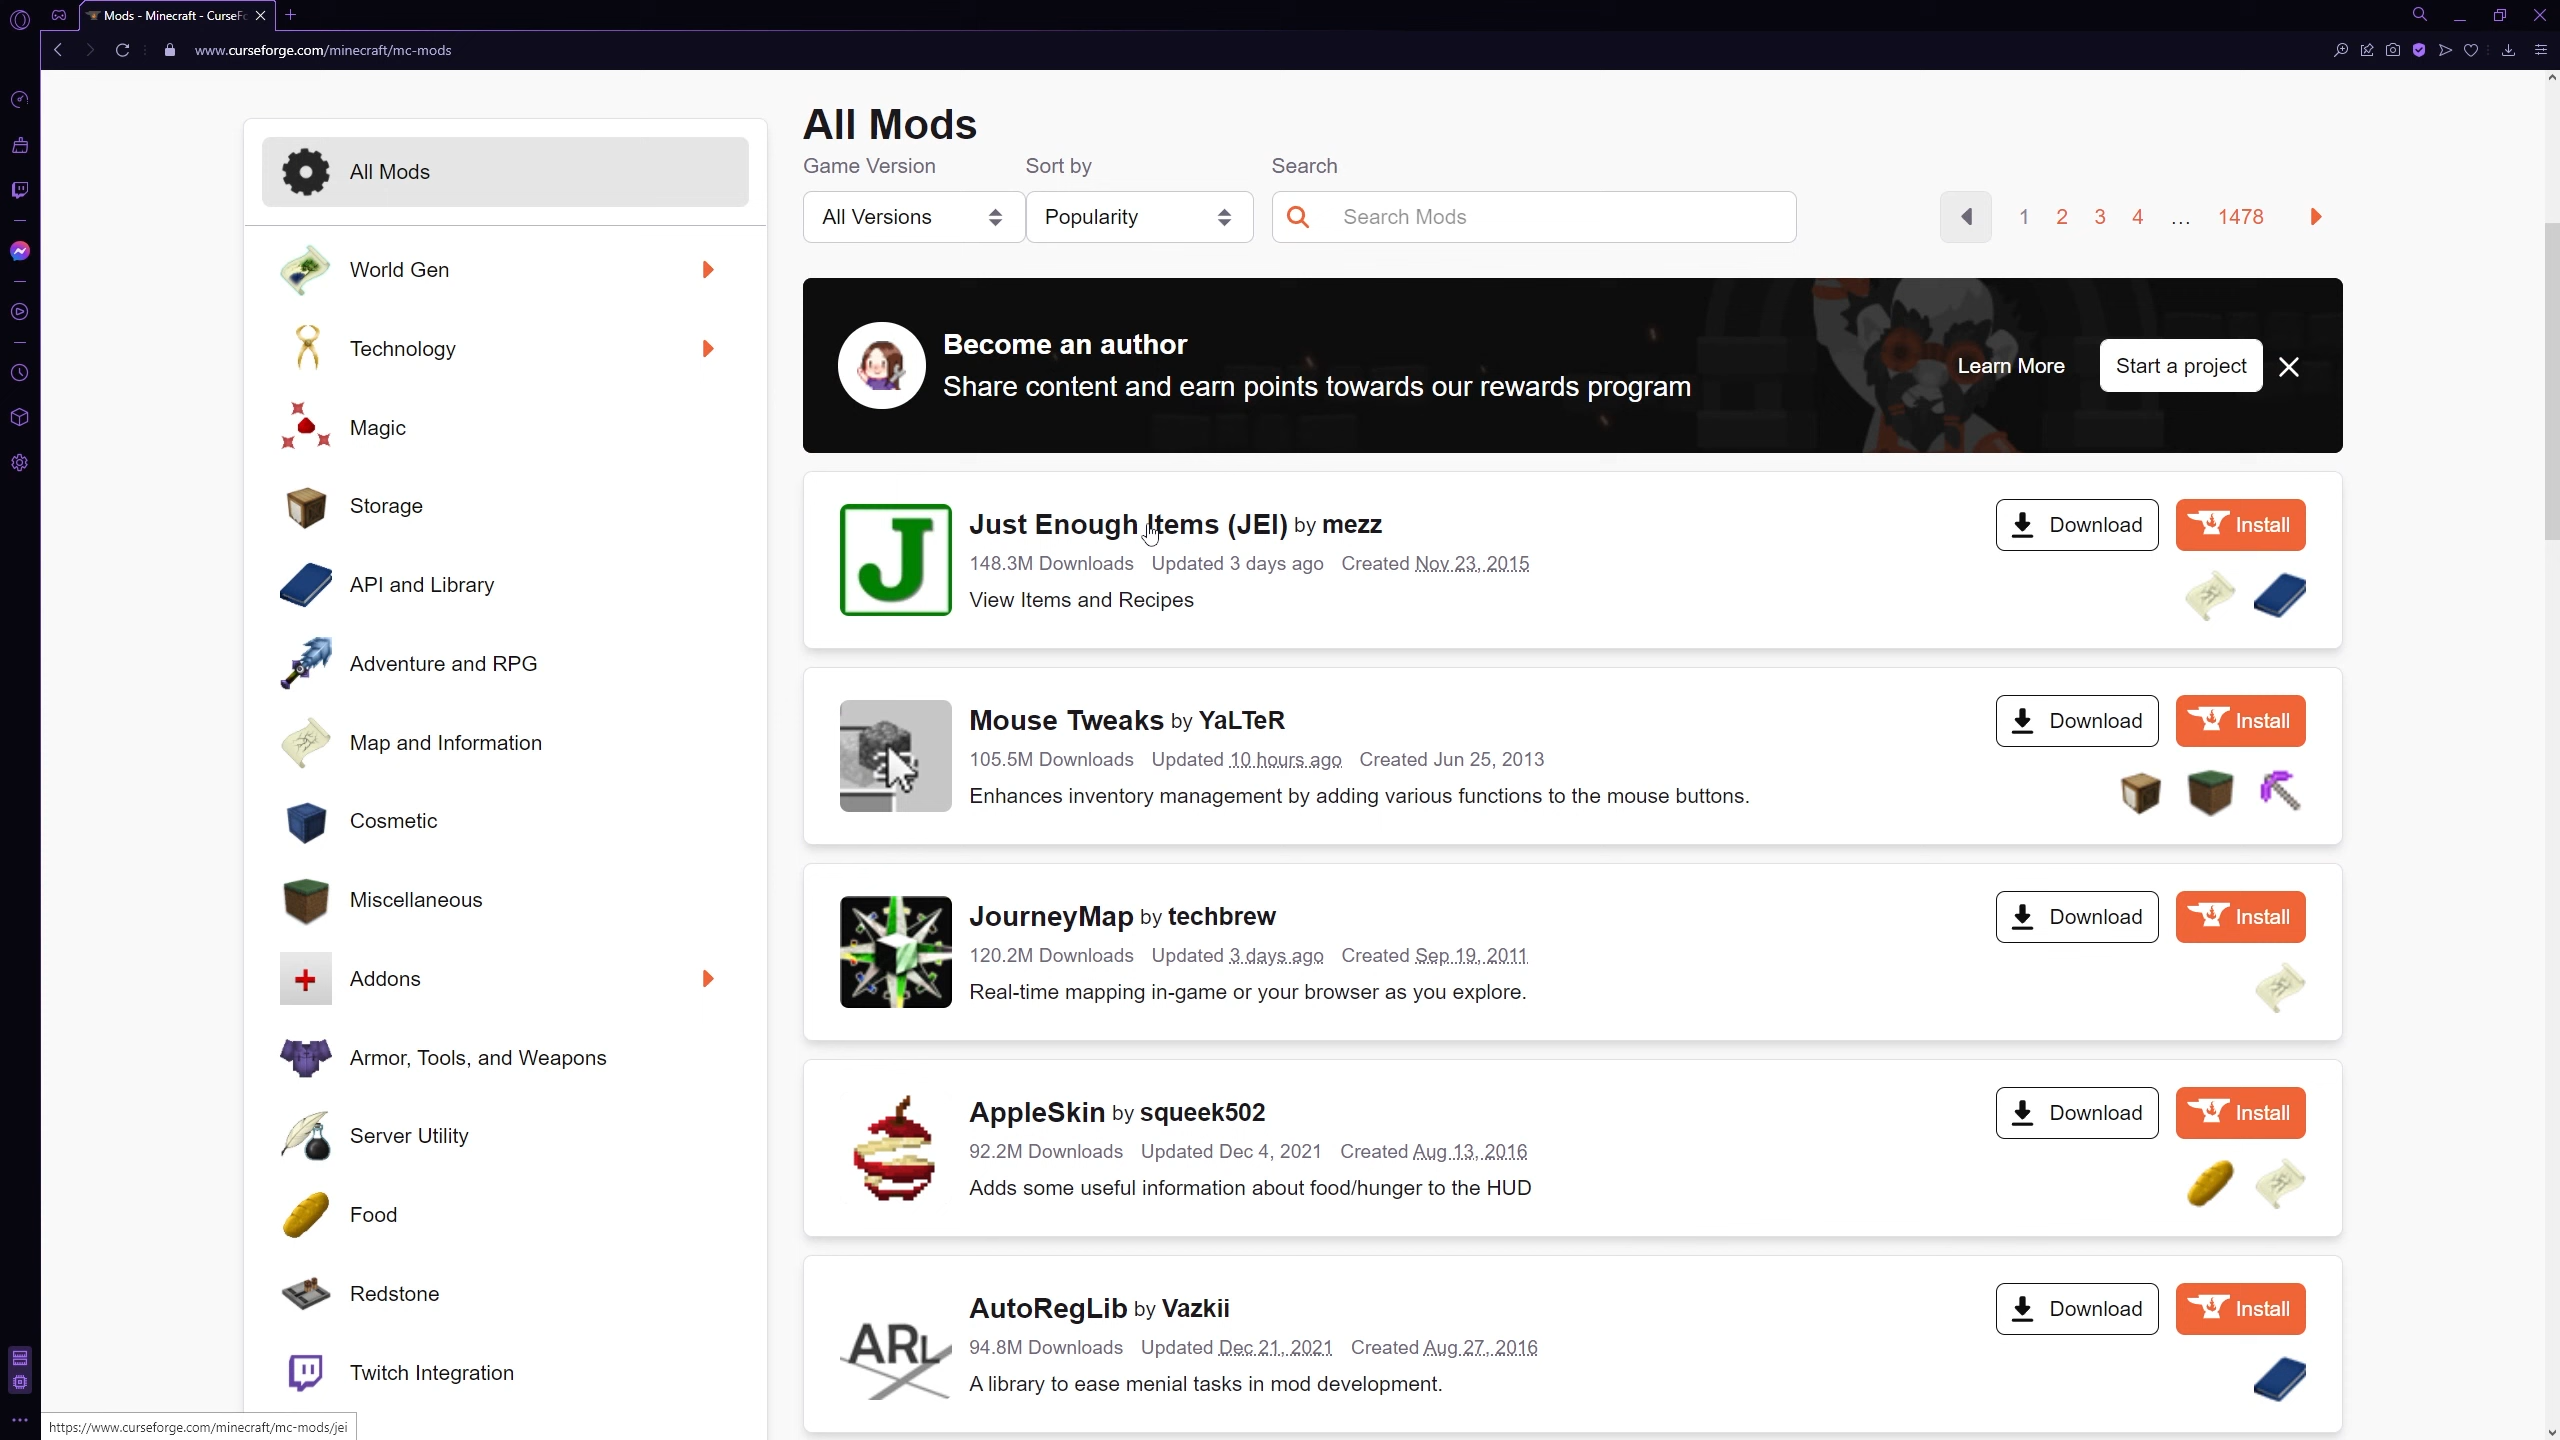 Mods - Minecraft - CurseFo
www.curseforge.com/minecraft/mc-mods
All Mods
World Gen
Technology
Magic
Storage
API and Library
Adventure and RPG
Map and Information
Cosmetic
Miscellaneous
Addons
Armor, Tools, and Weapons
Server Utility
Food
Redstone
Twitch Integration
https://www.curseforge.com/minecraft/mc-mods/jei
All Mods
Game Version Sort by Search
All Versions Popularity Search Mods 1 2 3 4 ... 1478
Become an author
Share content and earn points towards our rewards program
Learn More Start a project
Just Enough Items (JEI) by mezz
148.3M Downloads Updated 3 days ago Created Nov 23, 2015
View Items and Recipes
Download Install
Mouse Tweaks by YaLTeR
105.5M Downloads Updated 10 hours ago Created Jun 25, 2013
Enhances inventory management by adding various functions to the mouse buttons.
Download Install
JourneyMap by techbrew
120.2M Downloads Updated 3 days ago Created Sep 19, 2011
Real-time mapping in-game or your browser as you explore.
Download Install
AppleSkin by squeek502
92.2M Downloads Updated Dec 4, 2021 Created Aug 13, 2016
Adds some useful information about food/hunger to the HUD
Download Install
ARL
AutoRegLib by Vazkii
94.8M Downloads Updated Dec 21, 2021 Created Aug 27, 2016
A library to ease menial tasks in mod development.
Download Install